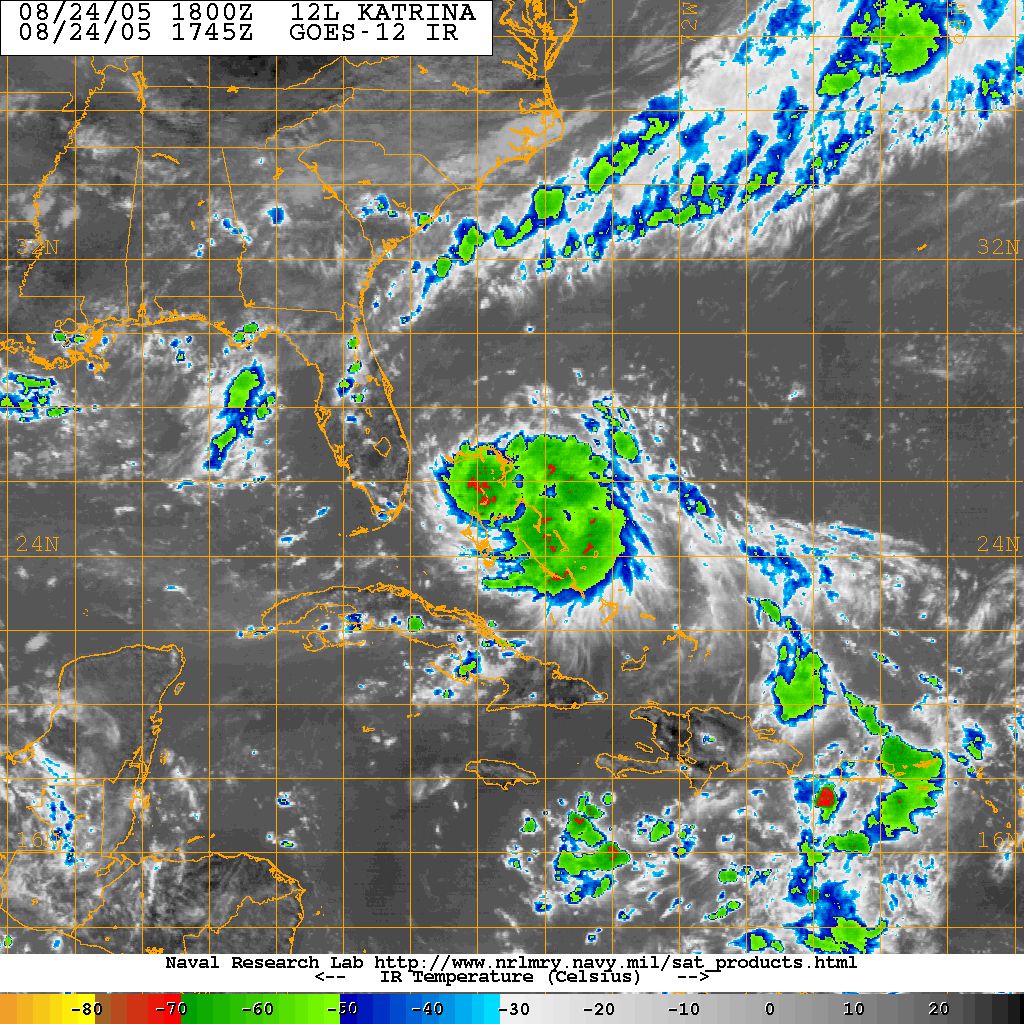 08/24/05 1800Z 12L KATRINA
08/24/05 1745Z GOES-12 IR
72W
32N 32N
24N 24N
16N 16N
Naval Research Lab http://www.nrlmry.navy.mil/sat_products.html
<-- IR Temperature (Celsius) -->
-80 -70 -60 -50 -40 -30 -20 -10 0 10 20